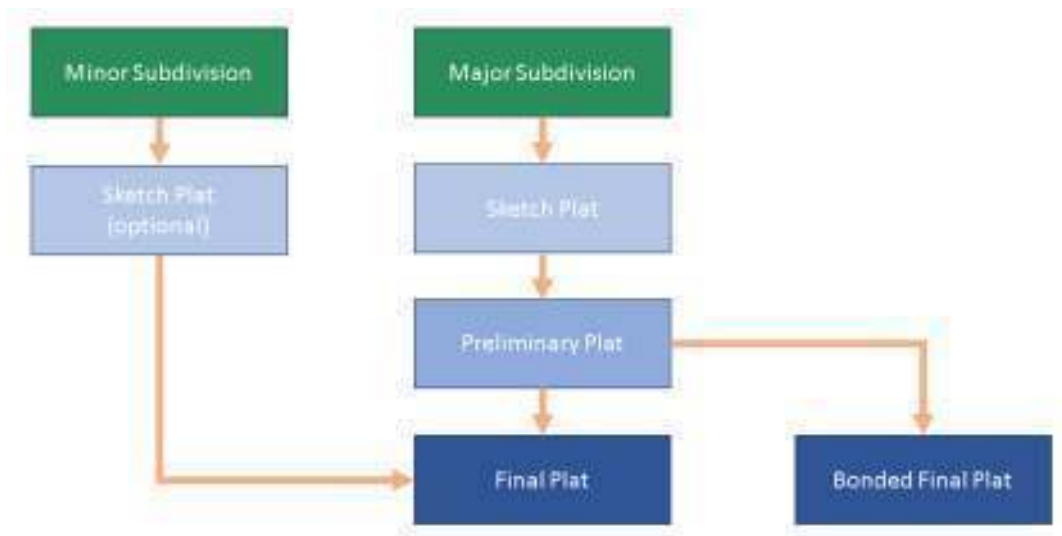 Minor Subdivision
Major Subdivision
Sketch Plat
(optional)
Sketch Plat
Preliminary Plat
Final Plat
Bonded Final Plat